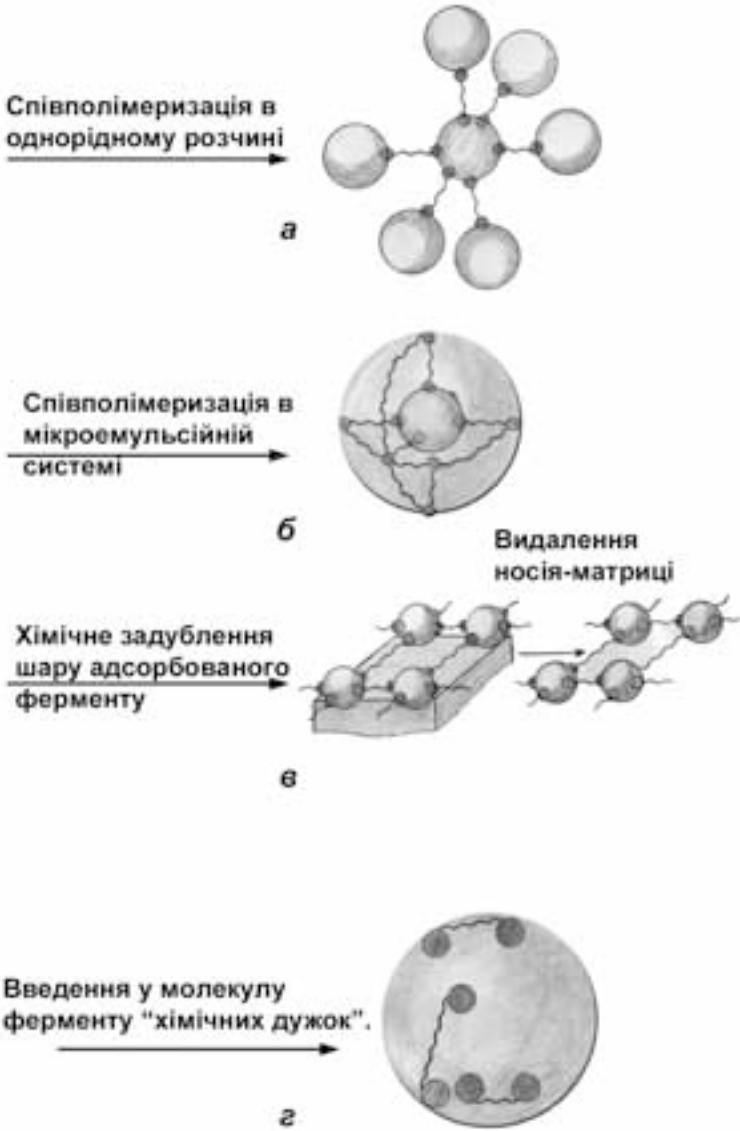 Співполімеризація в
однорідному розчині
а
Співполімеризація в
мікроемульсійній
системі
б
Видалення
носія-матриці
Хімічне задублення
шару адсорбованого
ферменту
в
Введення у молекулу
ферменту “хімічних дужок”.
г